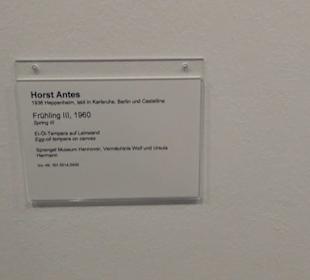 Horst Antes
1936 Heppenheim, lebt in Karlsruhe, Berlin und Castellina
Frühling III, 1960
Spring III
Ei-Öl-Tempera auf Leinwand
Egg-oil tempera on canvas
Sprengel Museum Hannover, Vermächtnis Wolf und Ursula
Hermann